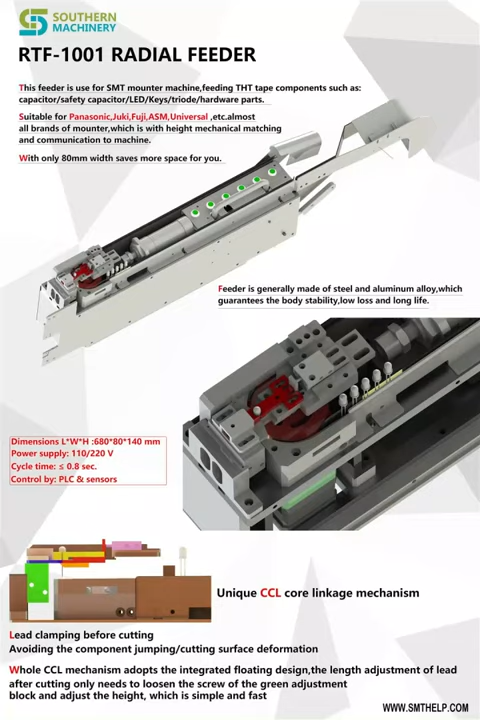 SOUTHERN
MACHINERY
RTF-1001 RADIAL FEEDER
This feeder is use for SMT mounter machine,feeding THT tape components such as:
capacitor/safety capacitor/LED/Keys/triode/hardware parts.
Suitable for Panasonic,Juki,Fuji,ASM,Universal ,etc.almost
all brands of mounter,which is with height mechanical matching
and communication to machine.
With only 80mm width saves more space for you.
Feeder is generally made of steel and aluminum alloy,which
guarantees the body stability,low loss and long life.
Dimensions L*W*H :680*80*140 mm
Power supply: 110/220 V
Cycle time: ≤ 0.8 sec.
Control by: PLC & sensors
Unique CCL core linkage mechanism
Lead clamping before cutting
Avoiding the component jumping/cutting surface deformation
Whole CCL mechanism adopts the integrated floating design,the length adjustment of lead
after cutting only needs to loosen the screw of the green adjustment
block and adjust the height, which is simple and fast
WWW.SMTHELP.COM